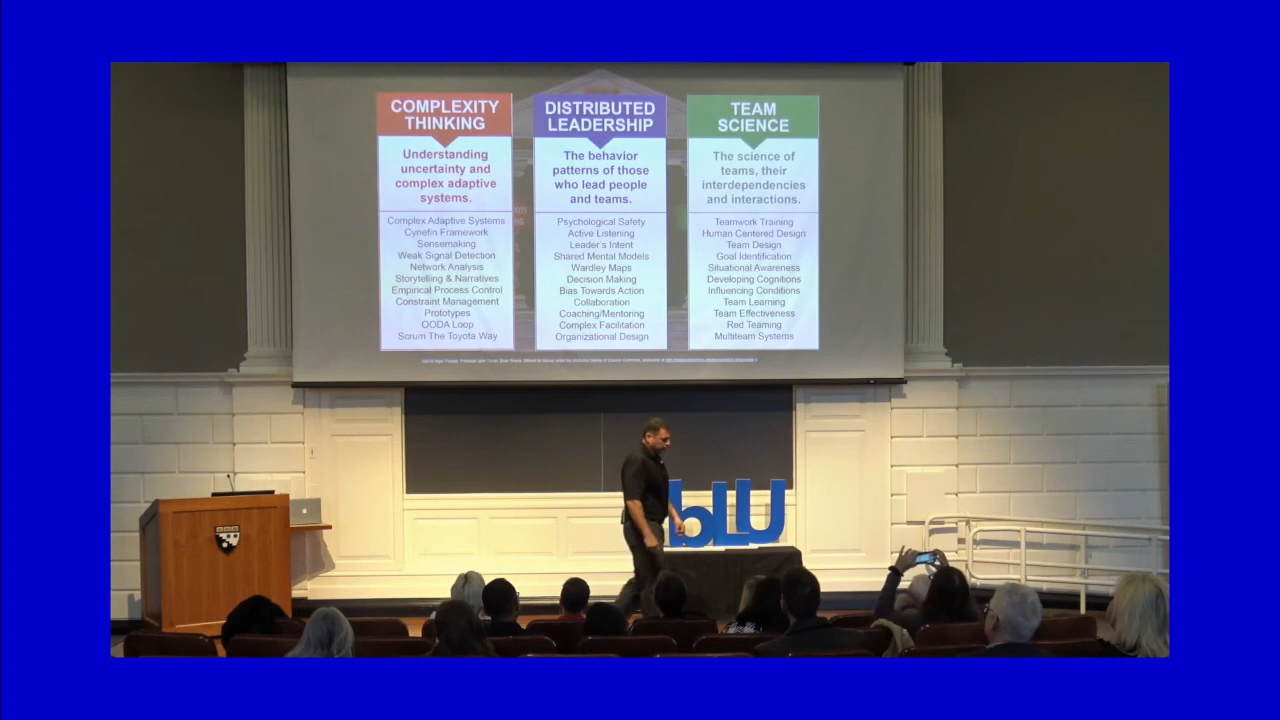 COMPLEXITY
THINKING
Understanding
uncertainty and
complex adaptive
systems.
Complex Adaptive Systems
Cynefin Framework
Sensemaking
Weak Signal Detection
Network Analysis
Storytelling & Narratives
Empirical Process Control
Constraint Management
Prototypes
OODA Loop
Scrum The Toyota Way
DISTRIBUTED
LEADERSHIP
The behavior
patterns of those
who lead people
and teams.
Psychological Safety
Active Listening
Leader's Intent
Shared Mental Models
Wardley Maps
Decision Making
Bias Towards Action
Collaboration
Coaching/Mentoring
Complex Facilitation
Organizational Design
TEAM
SCIENCE
The science of
teams, their
interdependencies
and interactions.
Teamwork Training
Human Centered Design
Team Design
Goal Identification
Situational Awareness
Developing Cognitions
Influencing Conditions
Team Learning
Team Effectiveness
Red Teaming
Multiteam Systems
bLU